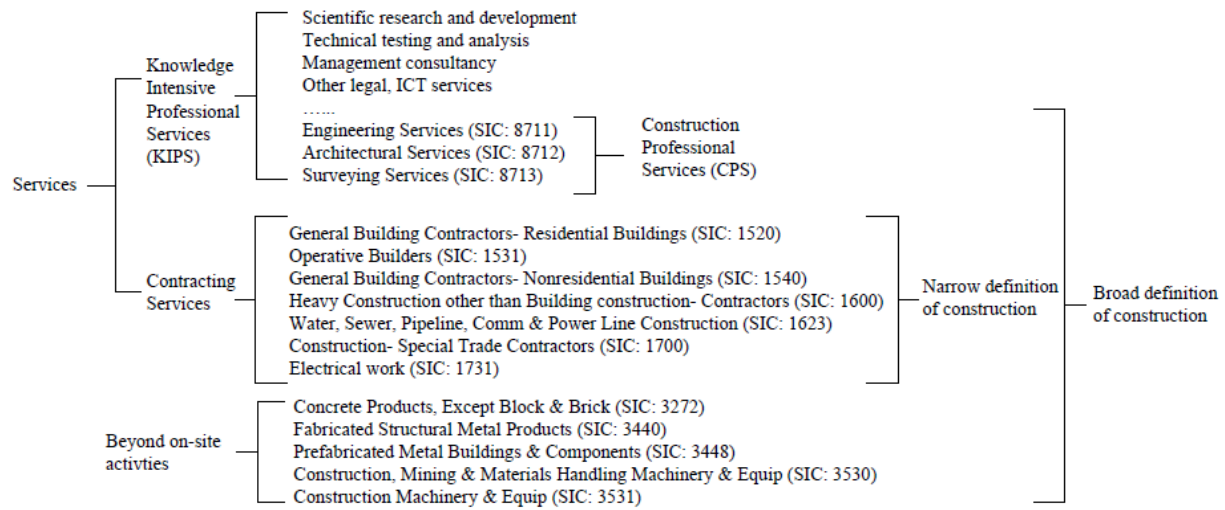 Scientific research and development
Technical testing and analysis
Management consultancy
Other legal, ICT services
…...
Engineering Services (SIC: 8711)
Architectural Services (SIC: 8712)
Surveying Services (SIC: 8713)
Knowledge
Intensive
Professional
Services
(KIPS)
Construction
Professional
Services (CPS)
Services
General Building Contractors- Residential Buildings (SIC: 1520)
Operative Builders (SIC: 1531)
General Building Contractors- Nonresidential Buildings (SIC: 1540)
Heavy Construction other than Building construction- Contractors (SIC: 1600)
Water, Sewer, Pipeline, Comm & Power Line Construction (SIC: 1623)
Construction- Special Trade Contractors (SIC: 1700)
Electrical work (SIC: 1731)
Contracting
Services
Narrow definition
of construction
Broad definition
of construction
Beyond on-site
activties
Concrete Products, Except Block & Brick (SIC: 3272)
Fabricated Structural Metal Products (SIC: 3440)
Prefabricated Metal Buildings & Components (SIC: 3448)
Construction, Mining & Materials Handling Machinery & Equip (SIC: 3530)
Construction Machinery & Equip (SIC: 3531)